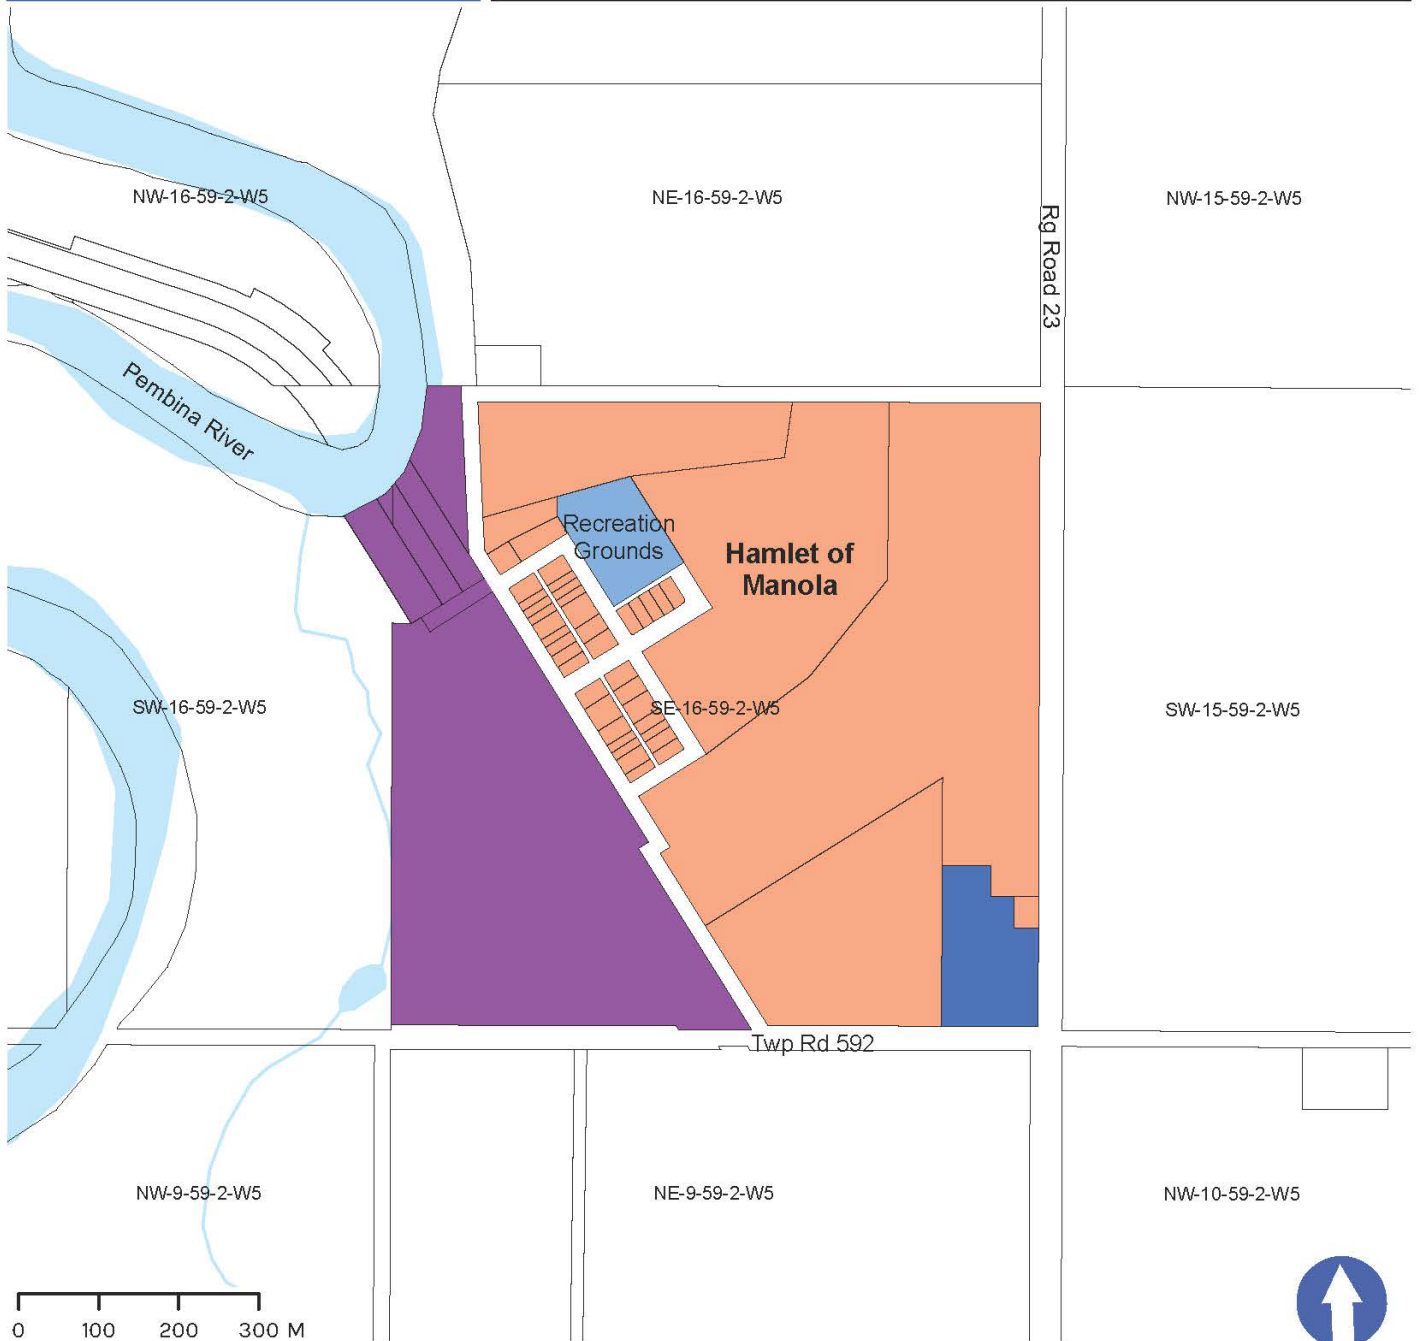 NW-16-59-2-W5
NE-16-59-2-W5
NW-15-59-2-W5
Rg Road 23
Pembina River
Recreation
Grounds
Hamlet of
Manola
SW-16-59-2-W5
SE-16-59-2-W5
SW-15-59-2-W5
Twp Rd 592
NW-9-59-2-W5
NE-9-59-2-W5
NW-10-59-2-W5
0 100 200 300 M